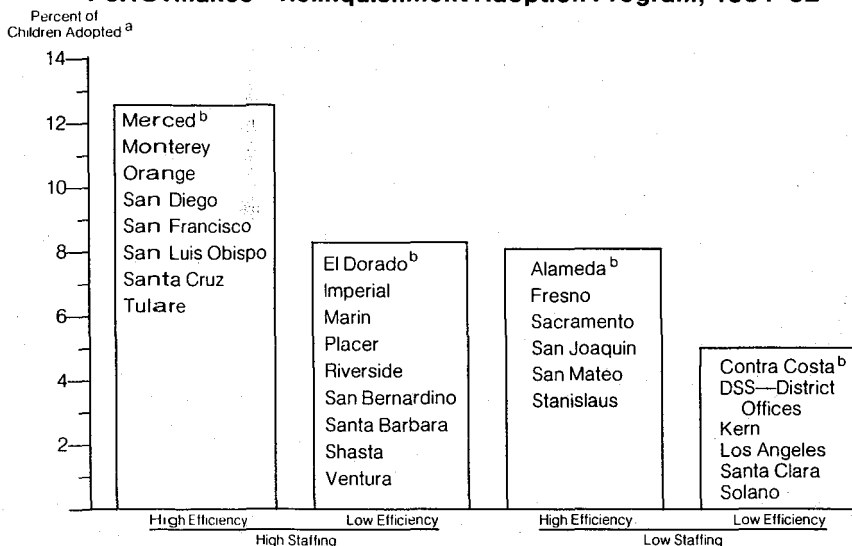 Percent of
Children Adopted a
14
12
10
8
6
4
2
Merced b
Monterey
Orange
San Diego
San Francisco
San Luis Obispo
Santa Cruz
Tulare
El Dorado b
Imperial
Marin
Placer
Riverside
San Bernardino
Santa Barbara
Shasta
Ventura
Alameda b
Fresno
Sacramento
San Joaquin
San Mateo
Stanislaus
Contra Costa b
DSS—District
Offices
Kern
Los Angeles
Santa Clara
Solano
High Efficiency
Low Efficiency
High Efficiency
Low Efficiency
High Staffing
Low Staffing